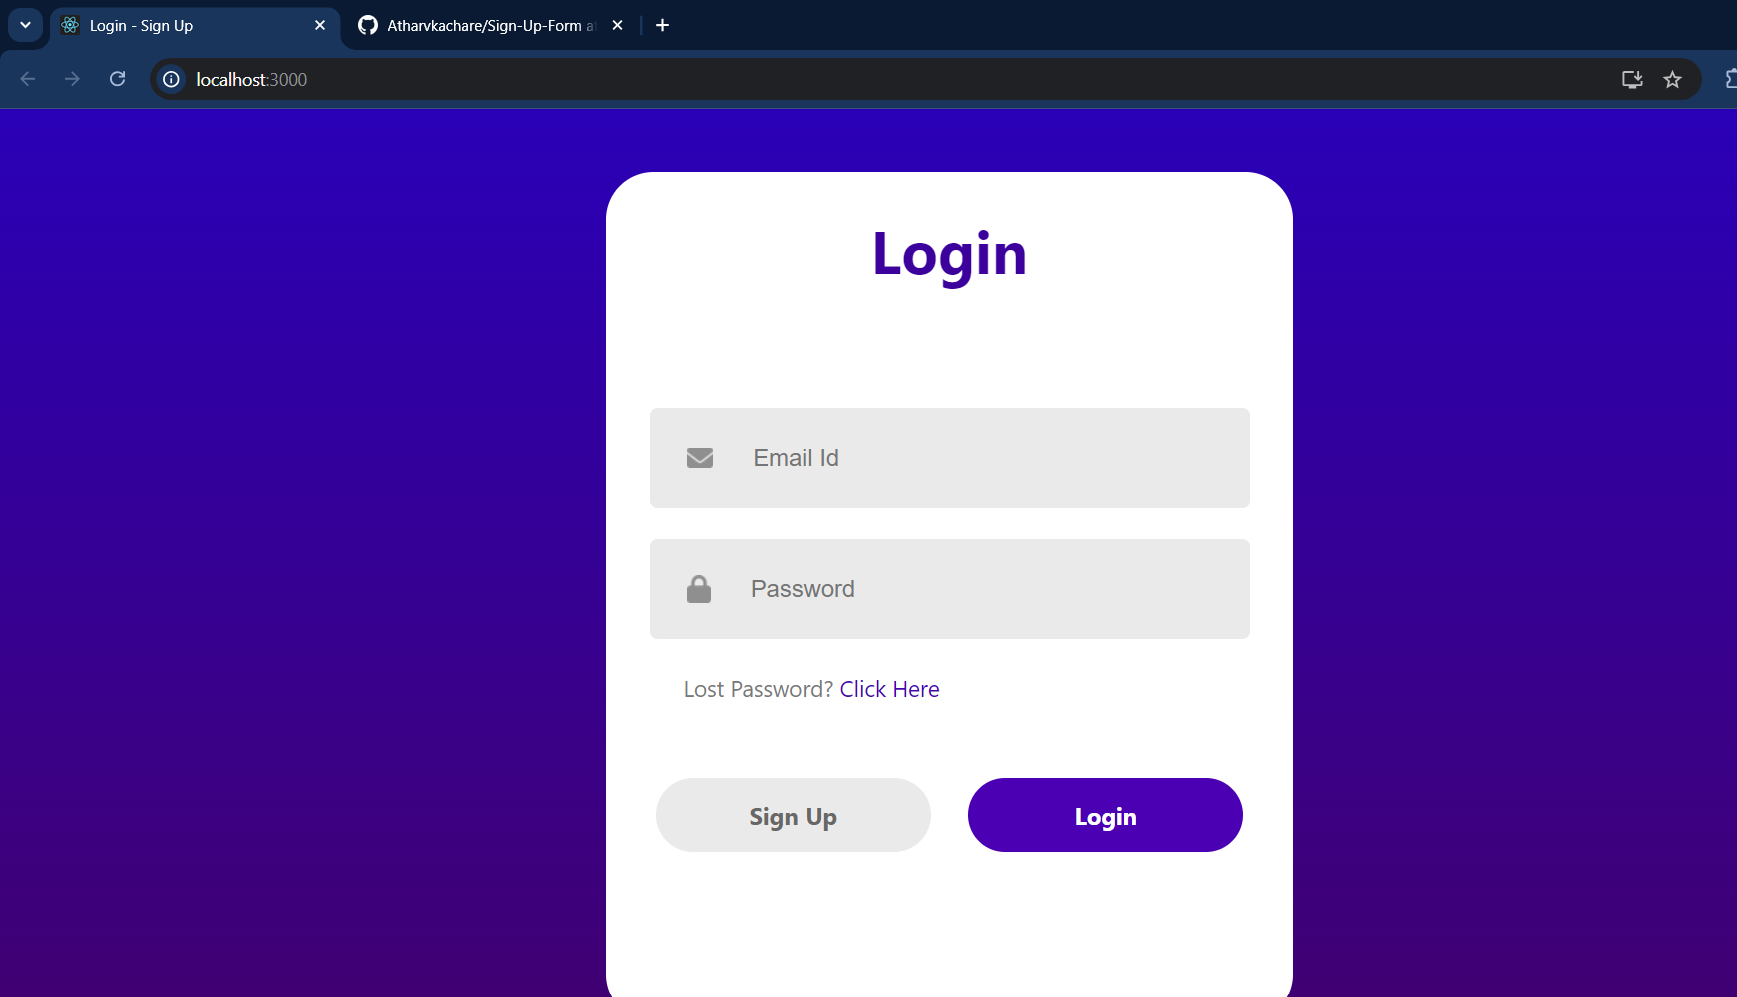 Login - Sign Up
Atharvkachare/Sign-Up-Form a
localhost:3000
Login
Email Id
Password
Lost Password? Click Here
Sign Up
Login